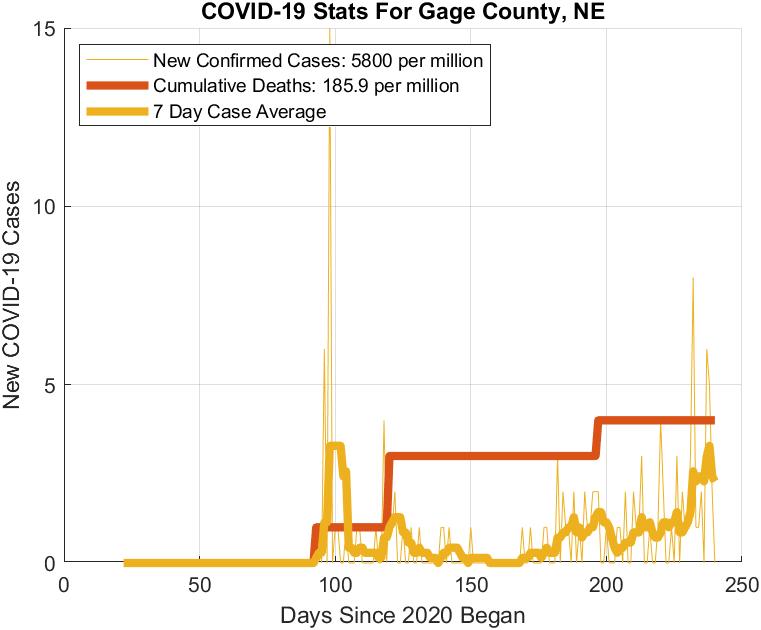 COVID-19 Stats For Gage County, NE
New Confirmed Cases: 5800 per million
Cumulative Deaths: 185.9 per million
7 Day Case Average
New COVID-19 Cases
15
10
5
0
0 50 100 150 200 250
Days Since 2020 Began